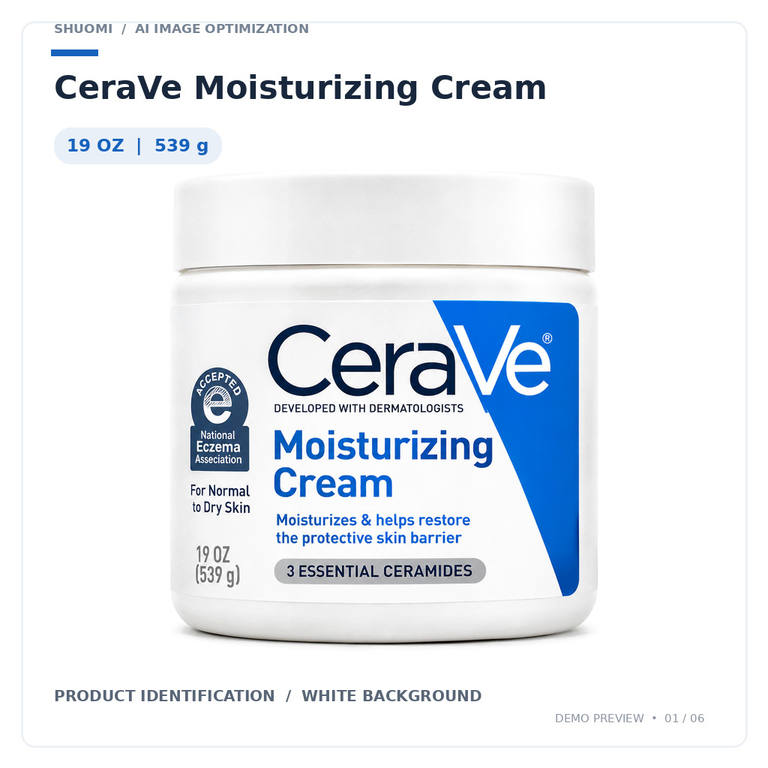 SHUOMI / AI IMAGE OPTIMIZATION
CeraVe Moisturizing Cream
19 OZ | 539 g
CeraVe®
DEVELOPED WITH DERMATOLOGISTS
ACCEPTED
e
National
Eczema
Asseciation
For Normal
to Dry Skin
Moisturizing
Cream
Moisturizes & helps restore
the protective skin barrier
19 OZ
(539 g)
3 ESSENTIAL CERAMIDES
PRODUCT IDENTIFICATION / WHITE BACKGROUND
DEMO PREVIEW • 01 / 06